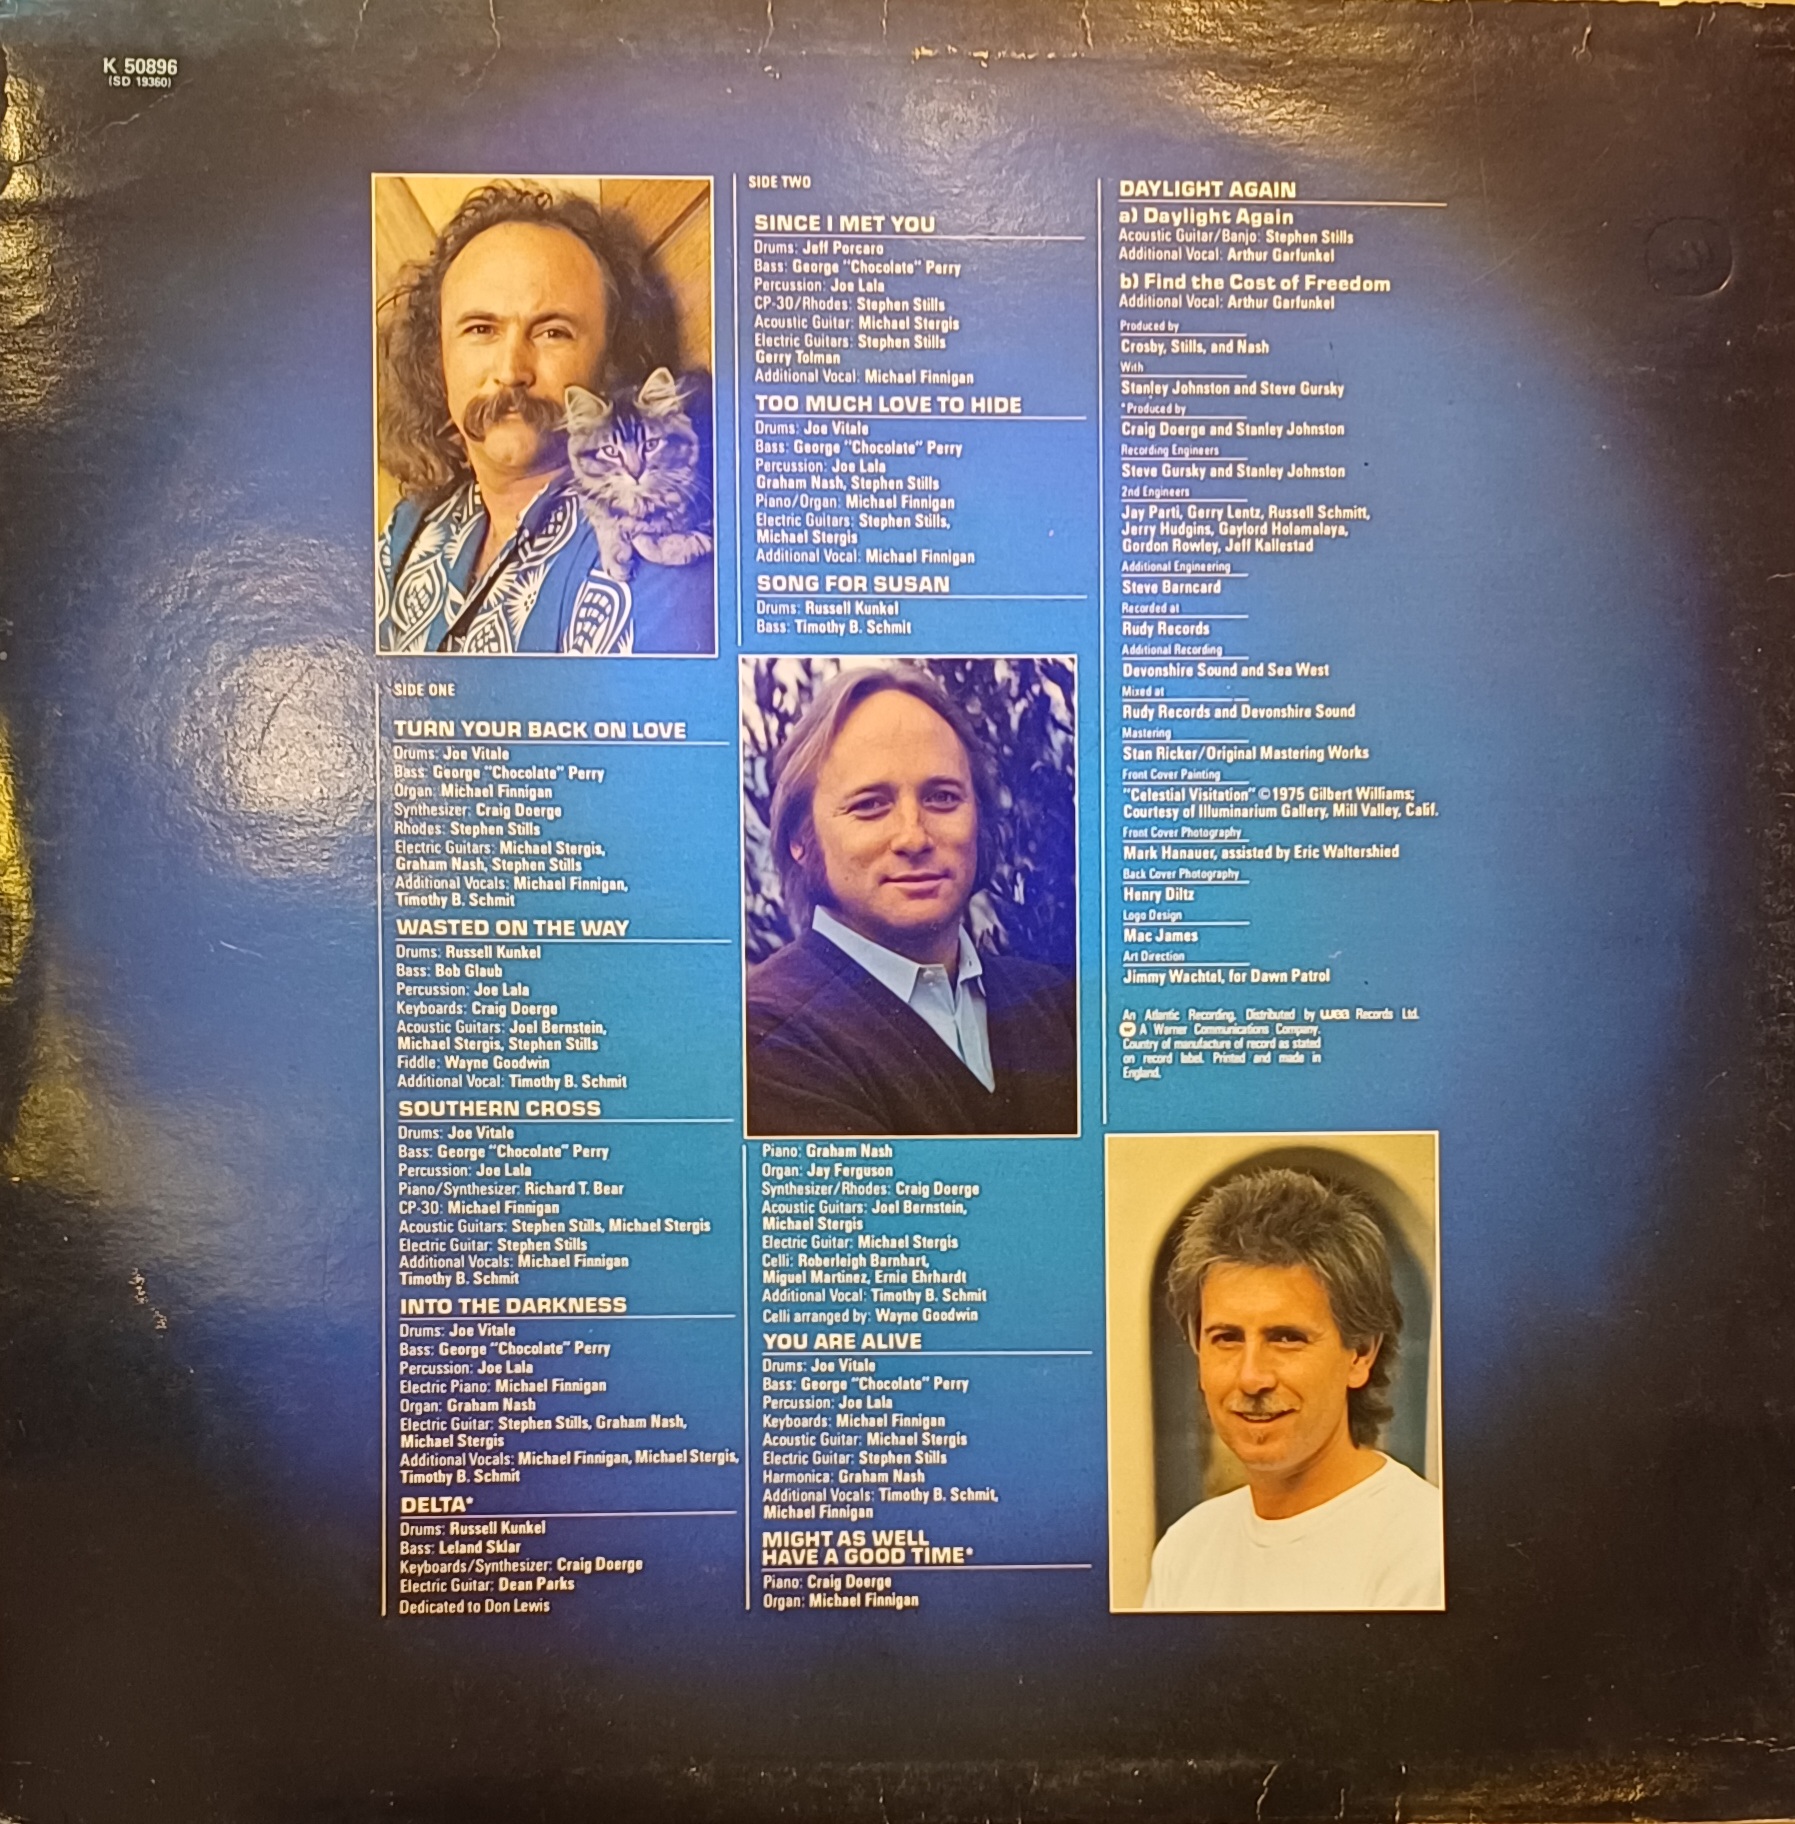 K 50896
(SD 19360)
SIDE ONE
TURN YOUR BACK ON LOVE
Drums: Joe Vitale
Bass: George "Chocolate" Perry
Organ: Michael Finnigan
Synthesizer: Craig Doerge
Rhodes: Stephen Stills
Electric Guitars: Michael Stergis,
Graham Nash, Stephen Stills
Additional Vocals: Michael Finnigan,
Timothy B. Schmit
WASTED ON THE WAY
Drums: Russell Kunkel
Bass: Bob Glaub
Percussion: Joe Lala
Keyboards: Craig Doerge
Acoustic Guitars: Joel Bernstein,
Michael Stergis, Stephen Stills
Fiddle: Wayne Goodwin
Additional Vocal: Timothy B. Schmit
SOUTHERN CROSS
Drums: Joe Vitale
Bass: George "Chocolate" Perry
Percussion: Joe Lala
Piano/Synthesizer: Richard T. Bear
CP-30: Michael Finnigan
Acoustic Guitars: Stephen Stills, Michael Stergis
Electric Guitar: Stephen Stills
Additional Vocals: Michael Finnigan
Timothy B. Schmit
INTO THE DARKNESS
Drums: Joe Vitale
Bass: George "Chocolate" Perry
Percussion: Joe Lala
Electric Piano: Michael Finnigan
Organ: Graham Nash
Electric Guitar: Stephen Stills, Graham Nash,
Michael Stergis
Additional Vocals: Michael Finnigan, Michael Stergis,
Timothy B. Schmit
DELTA*
Drums: Russell Kunkel
Bass: Leland Sklar
Keyboards/Synthesizer: Craig Doerge
Electric Guitar: Dean Parks
Dedicated to Don Lewis
SIDE TWO
SINCE I MET YOU
Drums: Jeff Porcaro
Bass: George "Chocolate" Perry
Percussion: Joe Lala
CP-30/Rhodes: Stephen Stills
Acoustic Guitar: Michael Stergis
Electric Guitars: Stephen Stills
Gerry Tolman
Additional Vocal: Michael Finnigan
TOO MUCH LOVE TO HIDE
Drums: Joe Vitale
Bass: George "Chocolate" Perry
Percussion: Joe Lala
Graham Nash, Stephen Stills
Piano/Organ: Michael Finnigan
Electric Guitars: Stephen Stills,
Michael Stergis
Additional Vocal: Michael Finnigan
SONG FOR SUSAN
Drums: Russell Kunkel
Bass: Timothy B. Schmit
Piano: Graham Nash
Organ: Jay Ferguson
Synthesizer/Rhodes: Craig Doerge
Acoustic Guitars: Joel Bernstein,
Michael Stergis
Electric Guitar: Michael Stergis
Celli: Roberleigh Barnhart,
Miguel Martinez, Ernie Ehrhardt
Additional Vocal: Timothy B. Schmit
Celli arranged by: Wayne Goodwin
YOU ARE ALIVE
Drums: Joe Vitale
Bass: George "Chocolate" Perry
Percussion: Joe Lala
Keyboards: Michael Finnigan
Acoustic Guitar: Michael Stergis
Electric Guitar: Stephen Stills
Harmonica: Graham Nash
Additional Vocals: Timothy B. Schmit,
Michael Finnigan
MIGHT AS WELL
HAVE A GOOD TIME*
Piano: Craig Doerge
Organ: Michael Finnigan
DAYLIGHT AGAIN
a) Daylight Again
Acoustic Guitar/Banjo: Stephen Stills
Additional Vocal: Arthur Garfunkel
b) Find the Cost of Freedom
Additional Vocal: Arthur Garfunkel
Produced by
Crosby, Stills, and Nash
With
Stanley Johnston and Steve Gursky
*Produced by
Craig Doerge and Stanley Johnston
Recording Engineers
Steve Gursky and Stanley Johnston
2nd Engineers
Jay Parti, Gerry Lentz, Russell Schmitt,
Jerry Hudgins, Gaylord Holamalaya,
Gordon Rowley, Jeff Kallestad
Additional Engineering
Steve Barncard
Recorded at
Rudy Records
Additional Recording
Devonshire Sound and Sea West
Mixed at
Rudy Records and Devonshire Sound
Mastering
Stan Ricker/Original Mastering Works
Front Cover Painting
"Celestial Visitation" ©1975 Gilbert Williams;
Courtesy of Illuminarium Gallery, Mill Valley, Calif.
Front Cover Photography
Mark Hanauer, assisted by Eric Waltershied
Back Cover Photography
Henry Diltz
Logo Design
Mac James
Art Direction
Jimmy Wachtel, for Dawn Patrol
An Atlantic Recording. Distributed by wea Records Ltd.
A Warner Communications Company.
Country of manufacture of record as stated
on record label. Printed and made in
England.